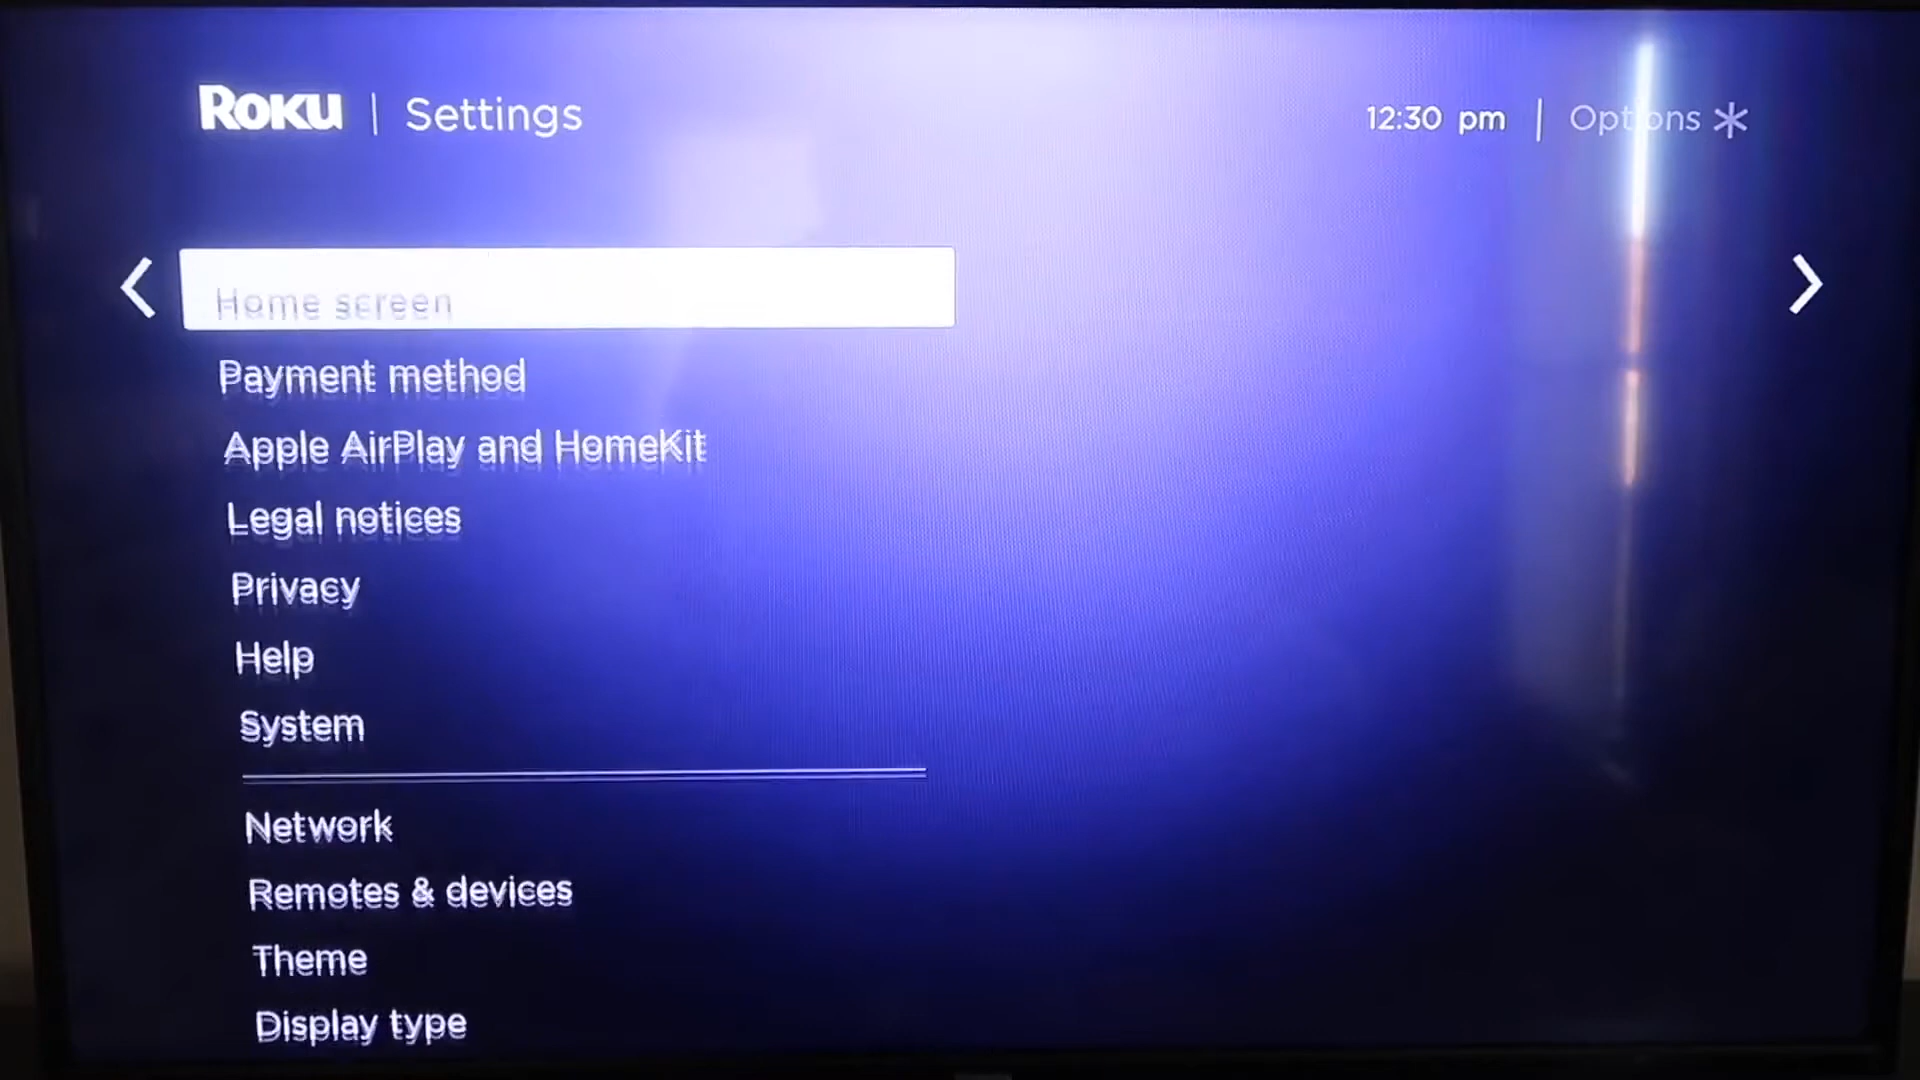 Roku | Settings
12:30 pm | Options
Home screen
Payment method
Apple AirPlay and HomeKit
Legal notices
Privacy
Help
System
Network
Remotes & devices
Theme
Display type